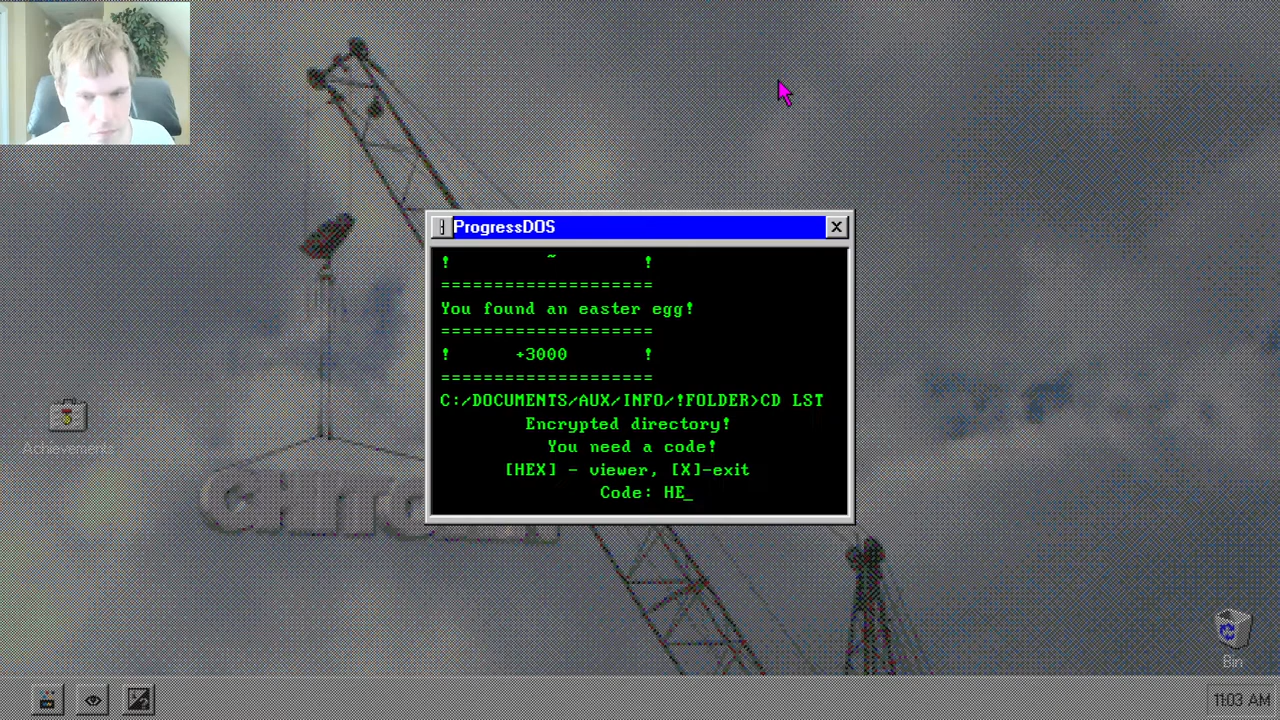 ProgressDOS
! ~ !
====================
You found an easter egg!
====================
! +3000 !
====================
C:/DOCUMENTS/AUX/INFO/!FOLDER>CD LST
Encrypted directory!
You need a code!
[HEX] - viewer, [X]-exit
Code: HE_
Achievements
Bin
11:03 AM